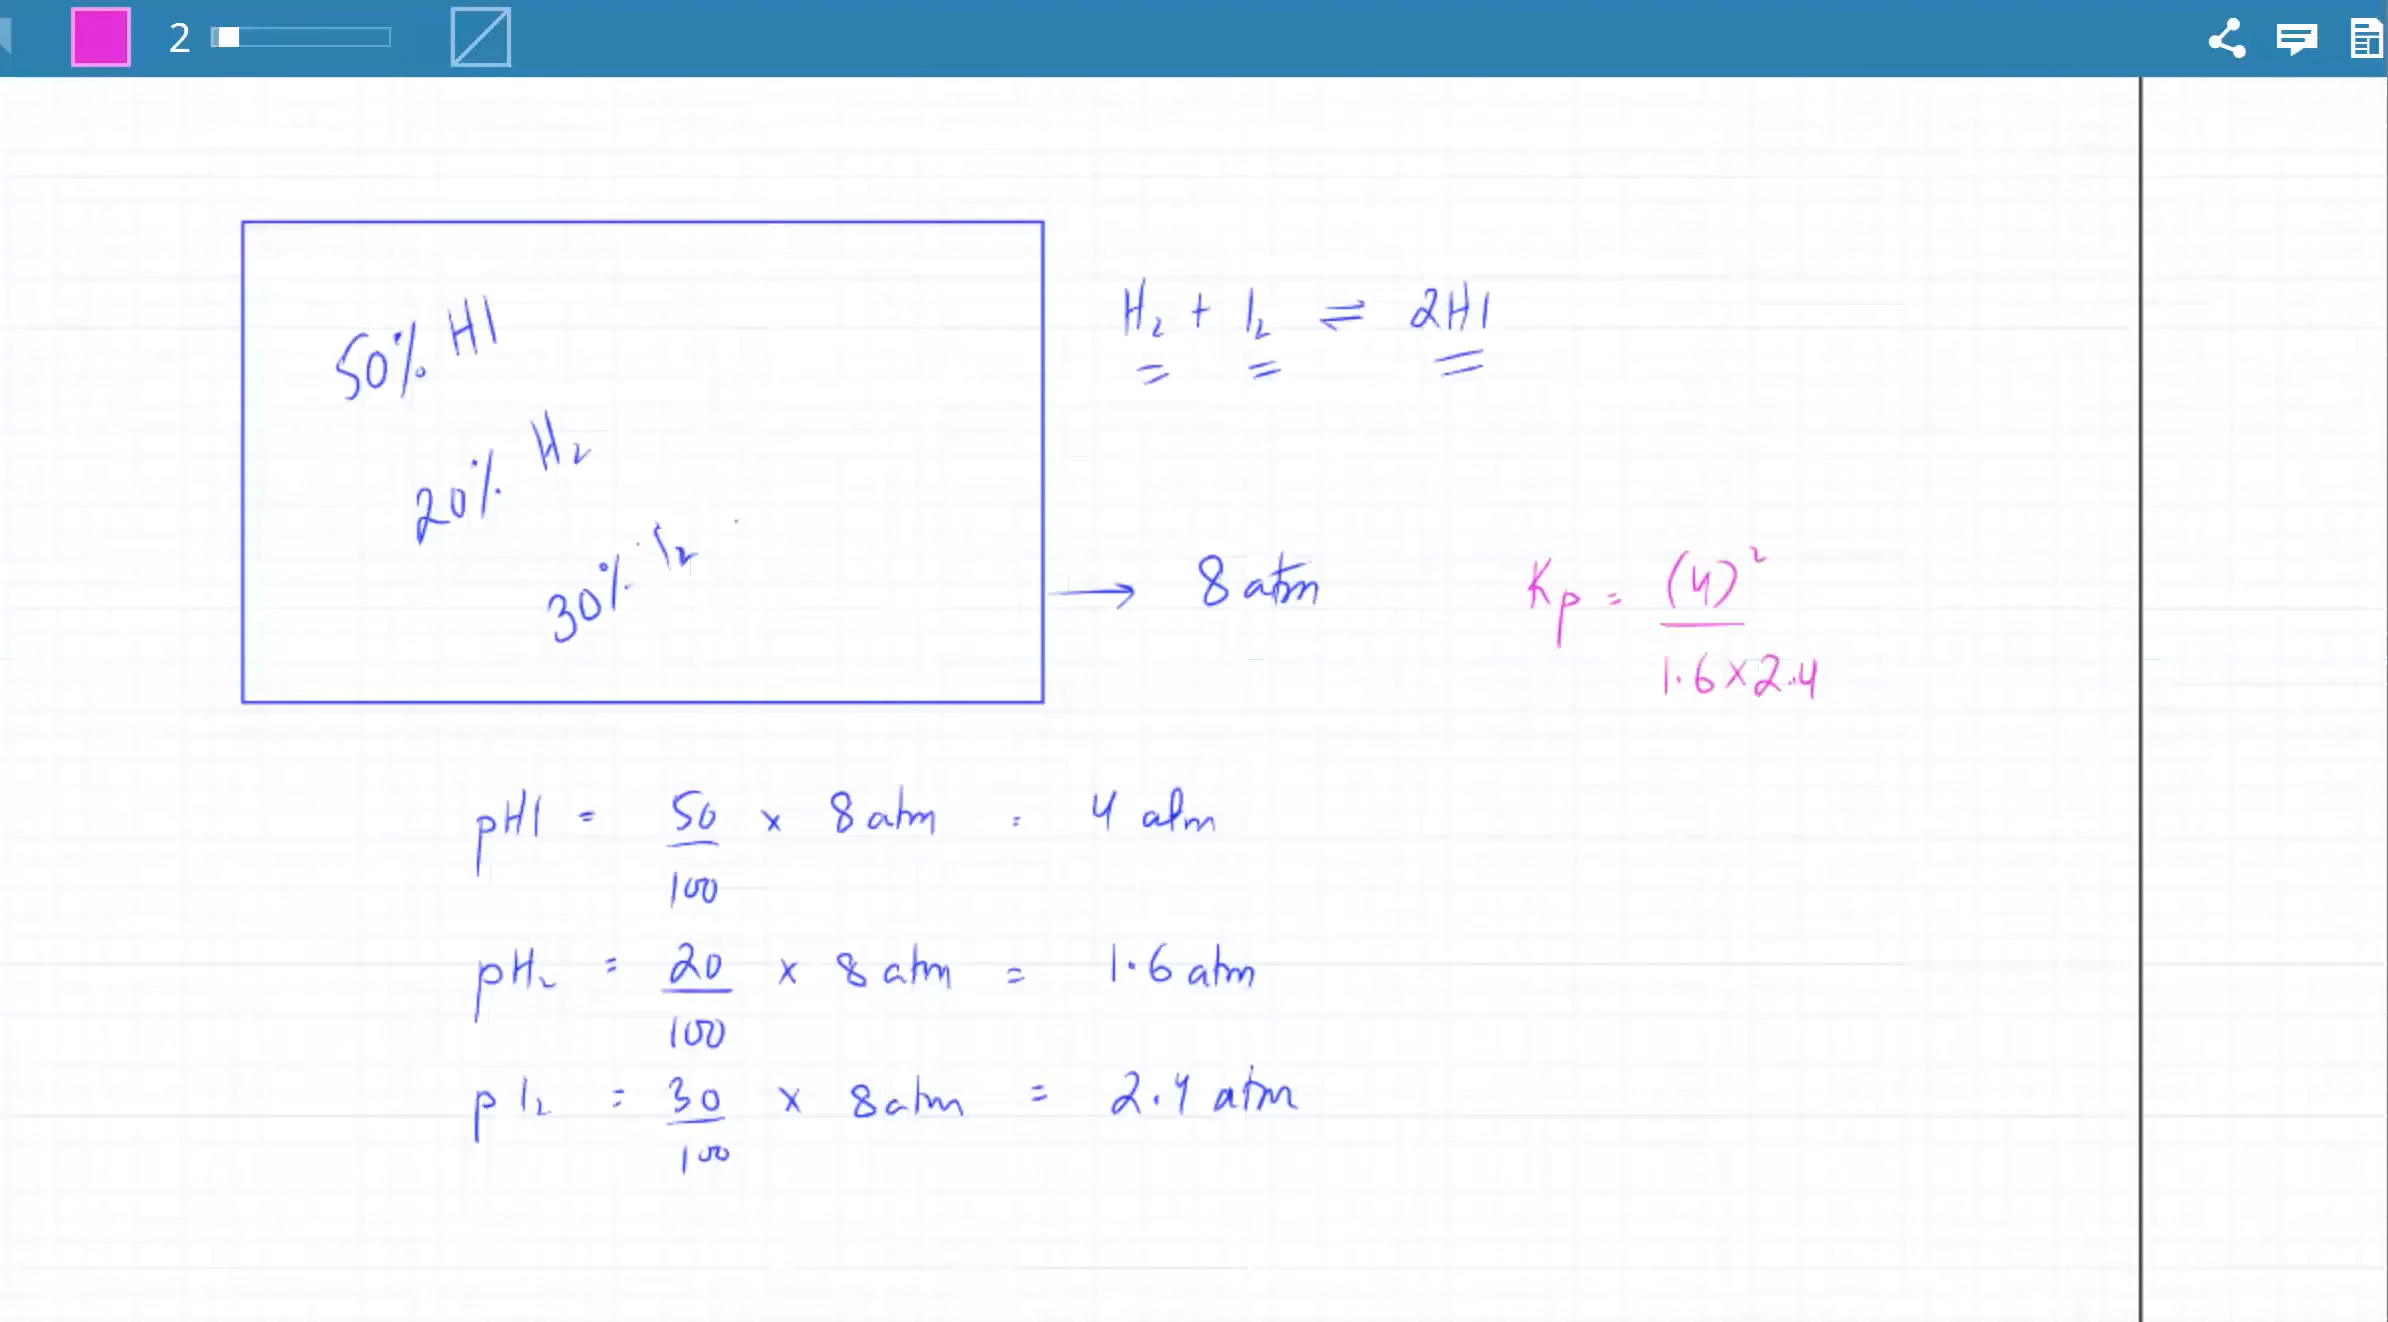 2
50% HI
20% H₂
30% I₂
H₂ + I₂ ⇌ 2HI
→ 8 atm
Kp = (4)² / 1.6 x 2.4
pHI = 50/100 x 8 atm = 4 atm
pH₂ = 20/100 x 8 atm = 1.6 atm
pI₂ = 30/100 x 8 atm = 2.4 atm